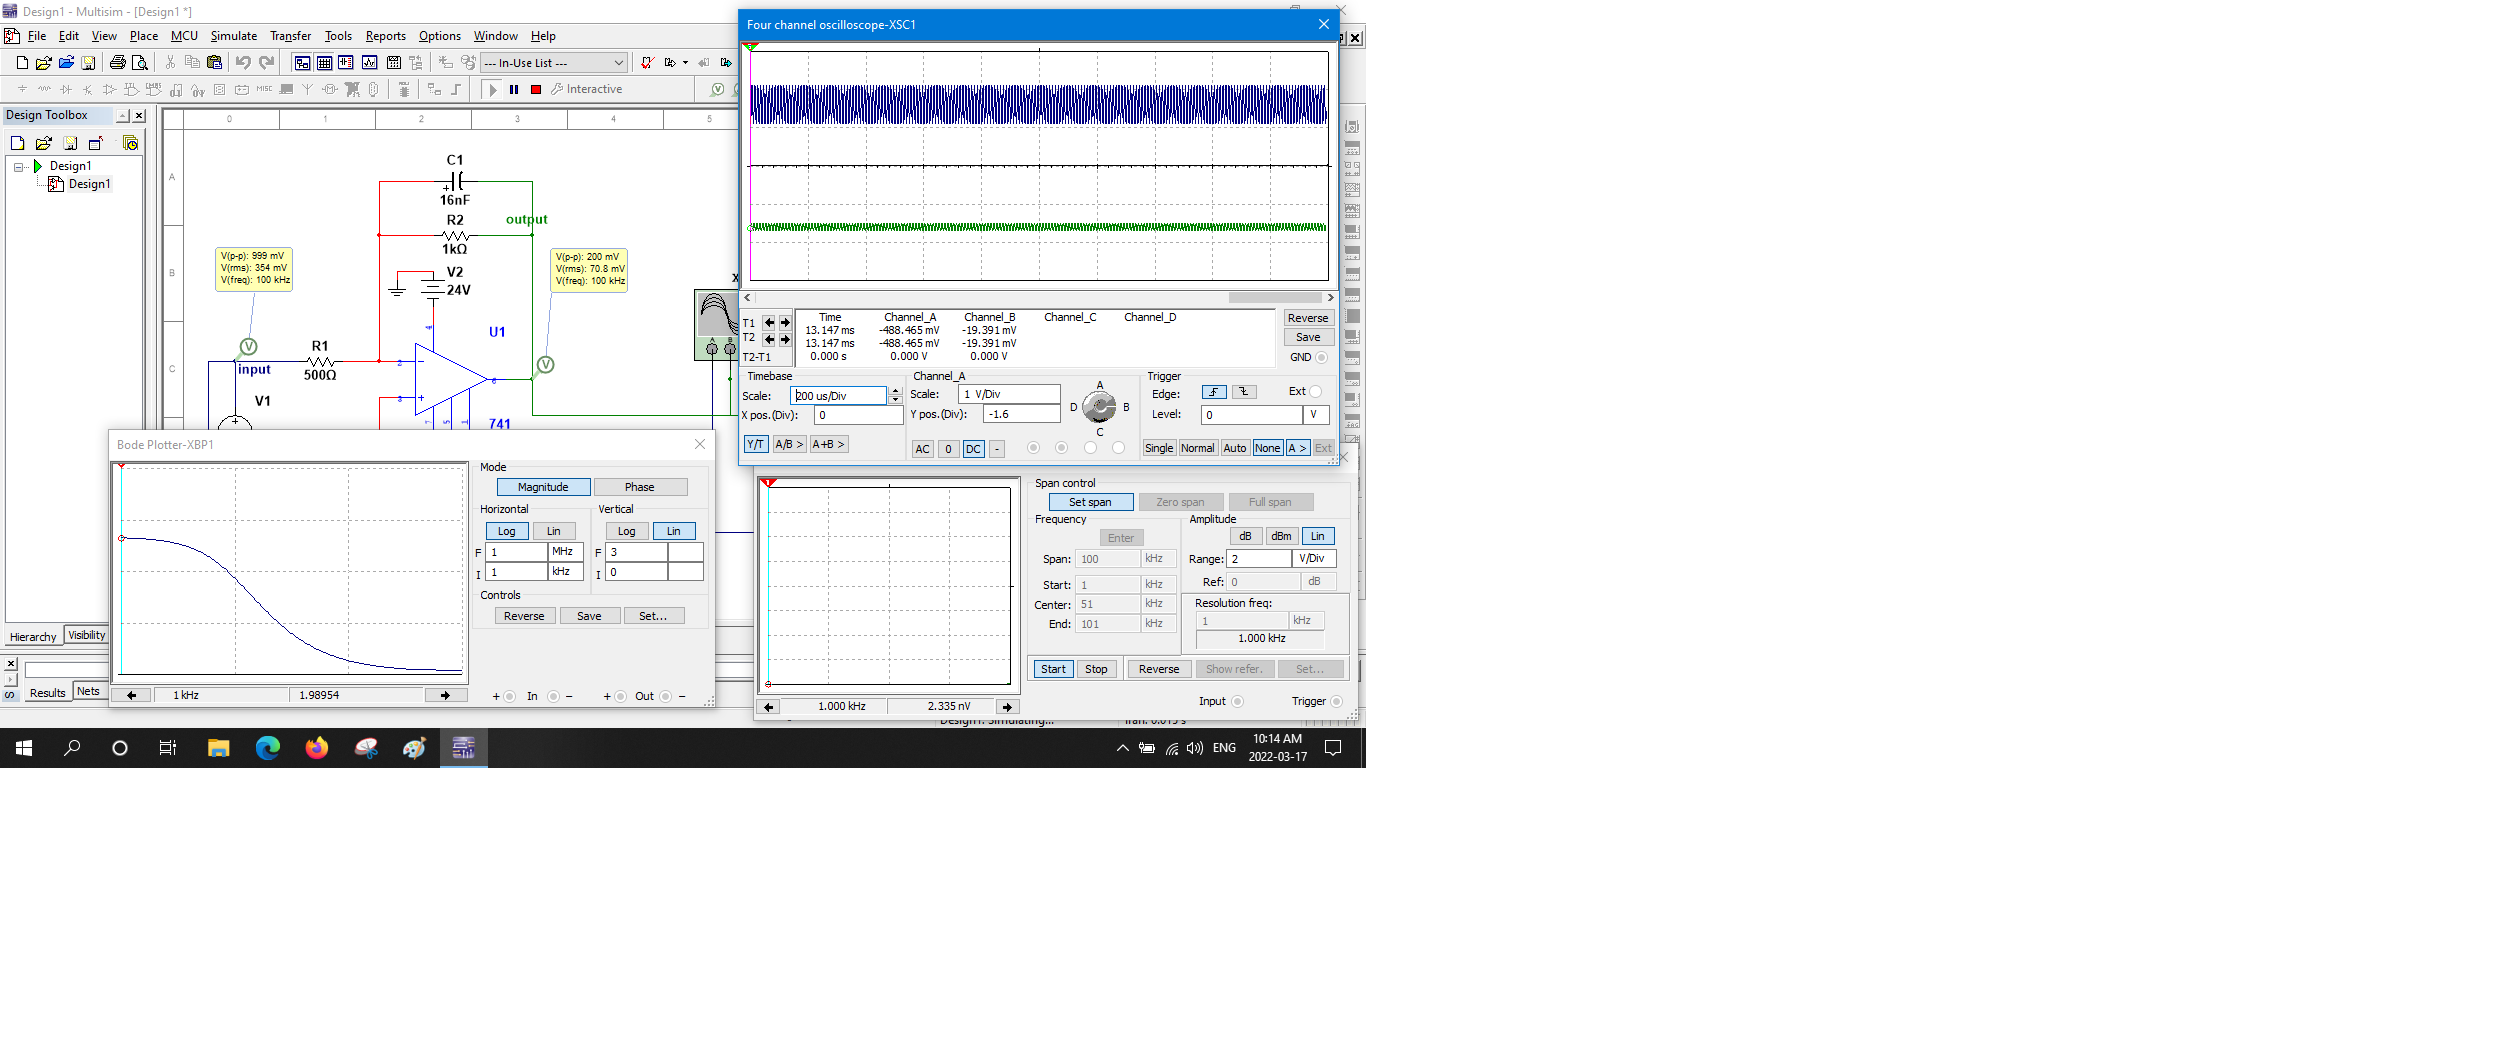 Design1 - Multisim - [Design1 *]
File Edit View Place MCU Simulate Transfer Tools Reports Options Window Help
--- In-Use List ---
MISC
Interactive
Design Toolbox
Design1
Design1
Hierarchy Visibility
Results Nets
0 1 2 3 4 5
A
B
C
C1
16nF
R2
1kΩ
output
V(p-p): 999 mV
V(rms): 354 mV
V(freq): 100 kHz
V(p-p): 200 mV
V(rms): 70.8 mV
V(freq): 100 kHz
V2
24V
U1
R1
500Ω
input
V1
V
V
2
3
4
6
7 5 1
741
X
A B
Four channel oscilloscope-XSC1
T1
T2
T2-T1
Time Channel_A Channel_B Channel_C Channel_D
13.147 ms -488.465 mV -19.391 mV
13.147 ms -488.465 mV -19.391 mV
0.000 s 0.000 V 0.000 V
Reverse
Save
GND
Timebase
Scale: 200 us/Div
X pos.(Div): 0
Y/T A/B > A+B >
Channel_A
Scale: 1 V/Div
Y pos.(Div): -1.6
AC 0 DC -
A
B
C
D
Trigger
Edge: Ext
Level: 0 V
Single Normal Auto None A > Ext
Bode Plotter-XBP1
Mode
Magnitude Phase
Horizontal Vertical
Log Lin Log Lin
F 1 MHz F 3
I 1 kHz I 0
Controls
Reverse Save Set...
1 kHz 1.98954
+ In - + Out -
Span control
Set span Zero span Full span
Frequency
Enter
Span: 100 kHz
Start: 1 kHz
Center: 51 kHz
End: 101 kHz
Amplitude
dB dBm Lin
Range: 2 V/Div
Ref: 0 dB
Resolution freq:
1 kHz
1.000 kHz
Start Stop Reverse Show refer. Set...
1.000 kHz 2.335 nV
Input Trigger
Design1: Simulating... Tran: 0.015 s
ENG
10:14 AM
2022-03-17